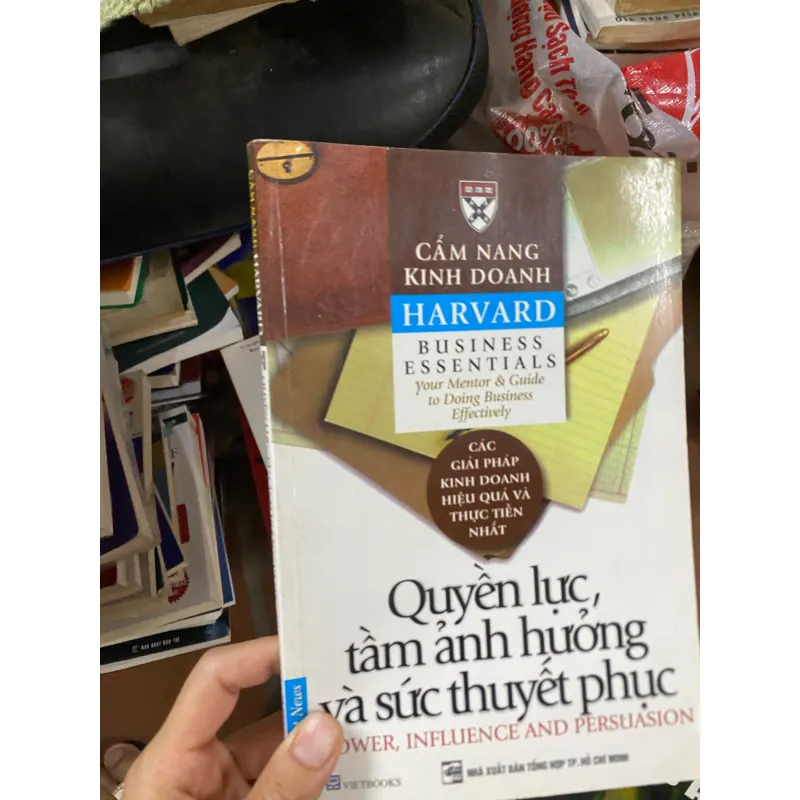 CẨM NANG
KINH DOANH
HARVARD
BUSINESS
ESSENTIALS
Your Mentor & Guide
to Doing Business
Effectively
CÁC
GIẢI PHÁP
KINH DOANH
HIỆU QUẢ VÀ
THỰC TIỄN
NHẤT
Quyền lực,
tầm ảnh hưởng
và sức thuyết phục
POWER, INFLUENCE AND PERSUASION
News
VIETBOOKS
NHÀ XUẤT BẢN TỔNG HỢP TP. HỒ CHÍ MINH